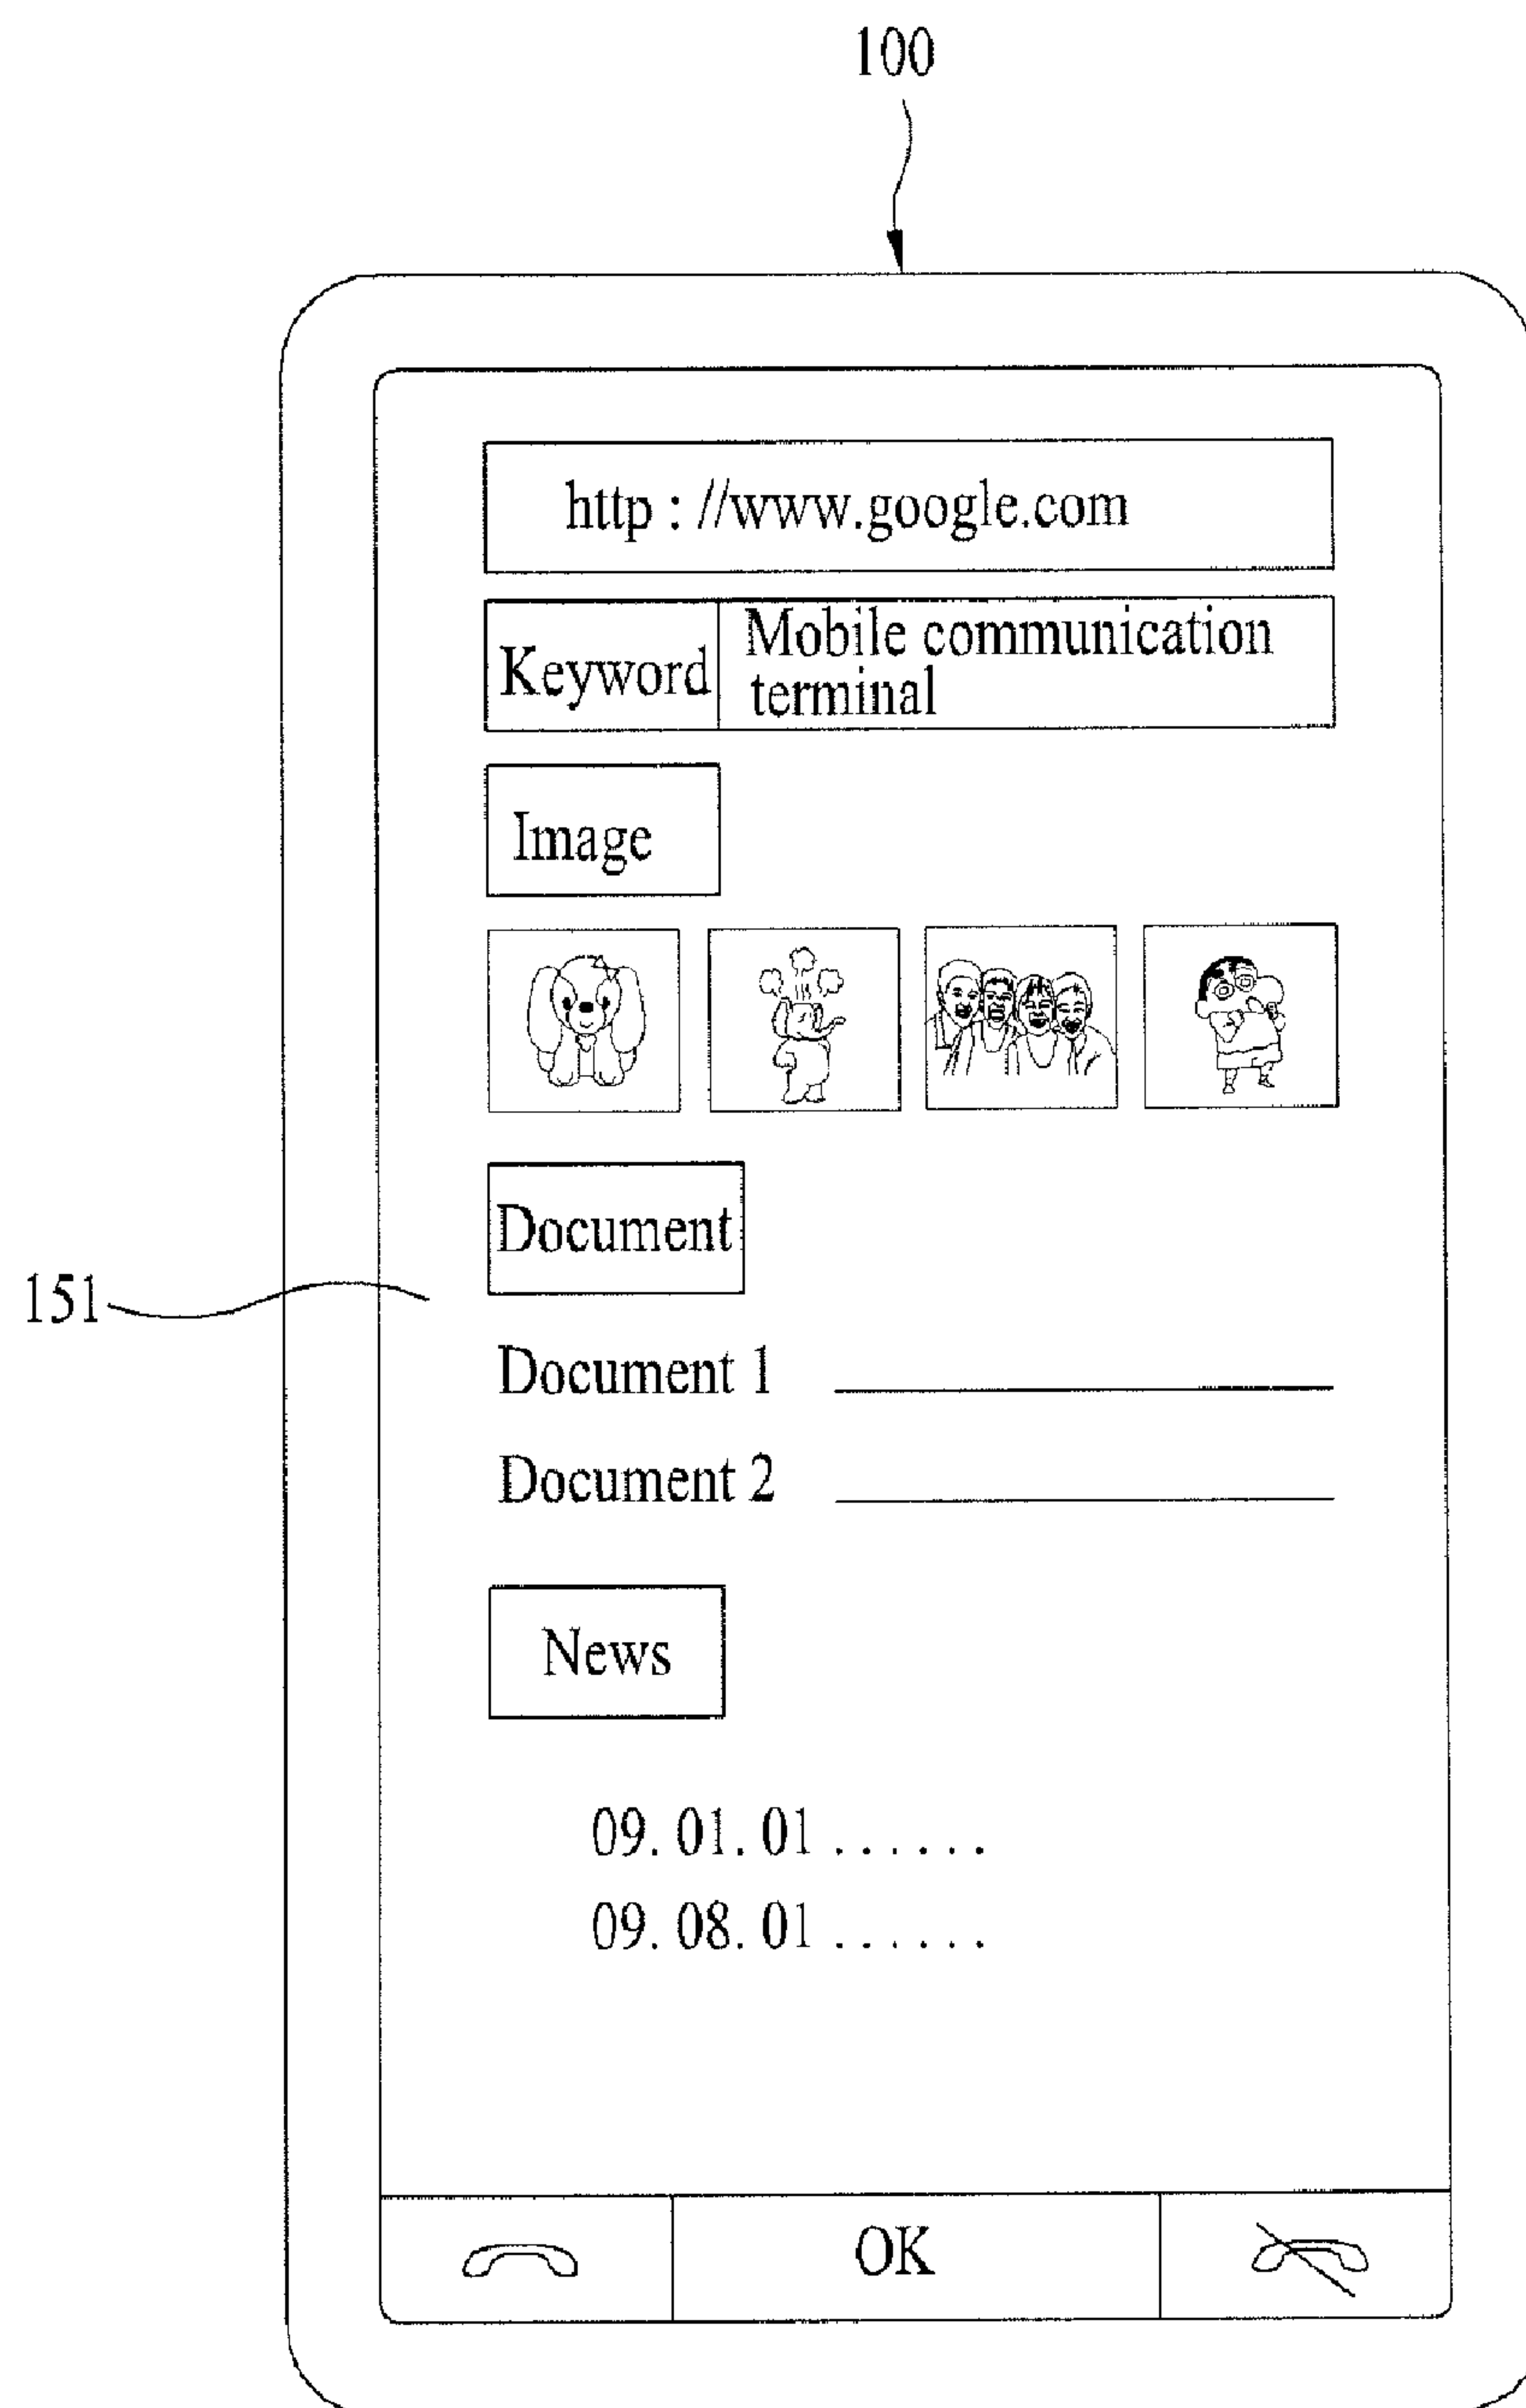 100
http : //www.google.com
Keyword
Mobile communication
terminal
Image
Document
151
Document 1
Document 2
News
09. 01. 01 ......
09. 08. 01 ......
OK